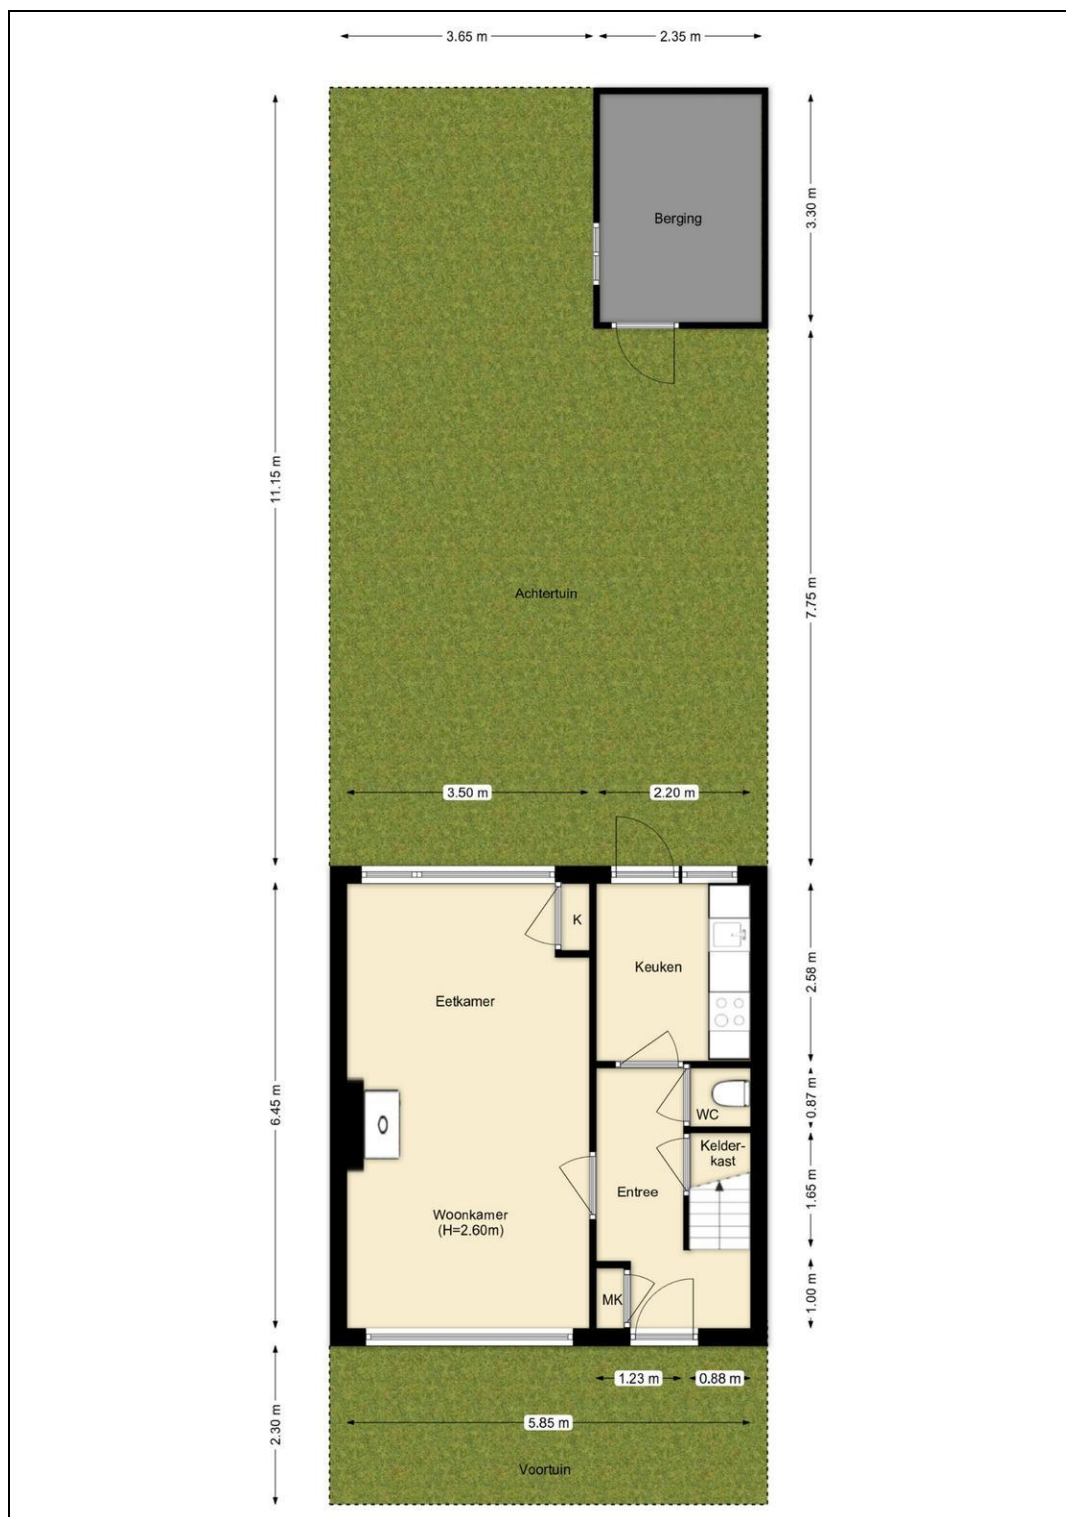 3.65 m
2.35 m
Berging
3.30 m
11.15 m
7.75 m
Achtertuin
3.50 m
2.20 m
K
Keuken
2.58 m
Eetkamer
6.45 m
WC
0.87 m
Kelder-
kast
1.65 m
Entree
Woonkamer
(H=2.60m)
MK
1.00 m
1.23 m
0.88 m
2.30 m
5.85 m
Voortuin